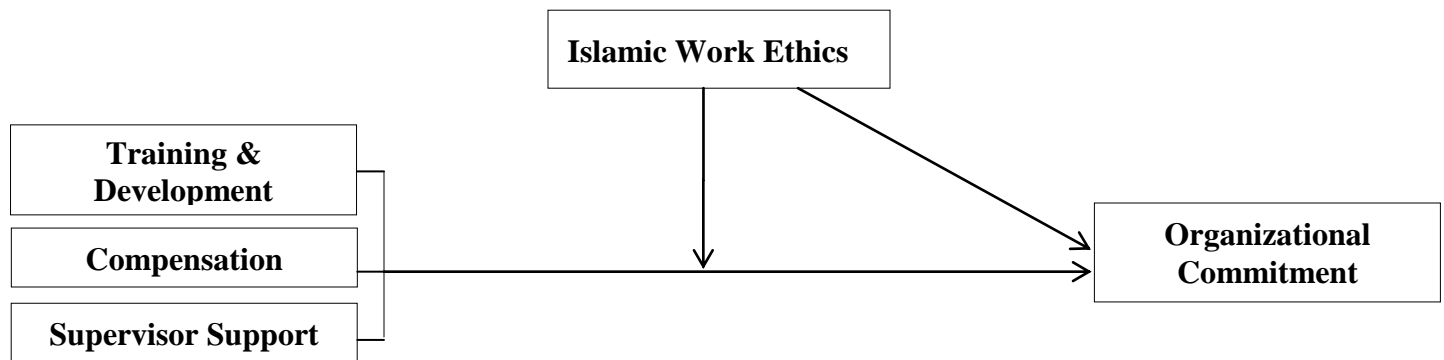 Islamic Work Ethics
Training &
Development
Compensation
Supervisor Support
Organizational
Commitment